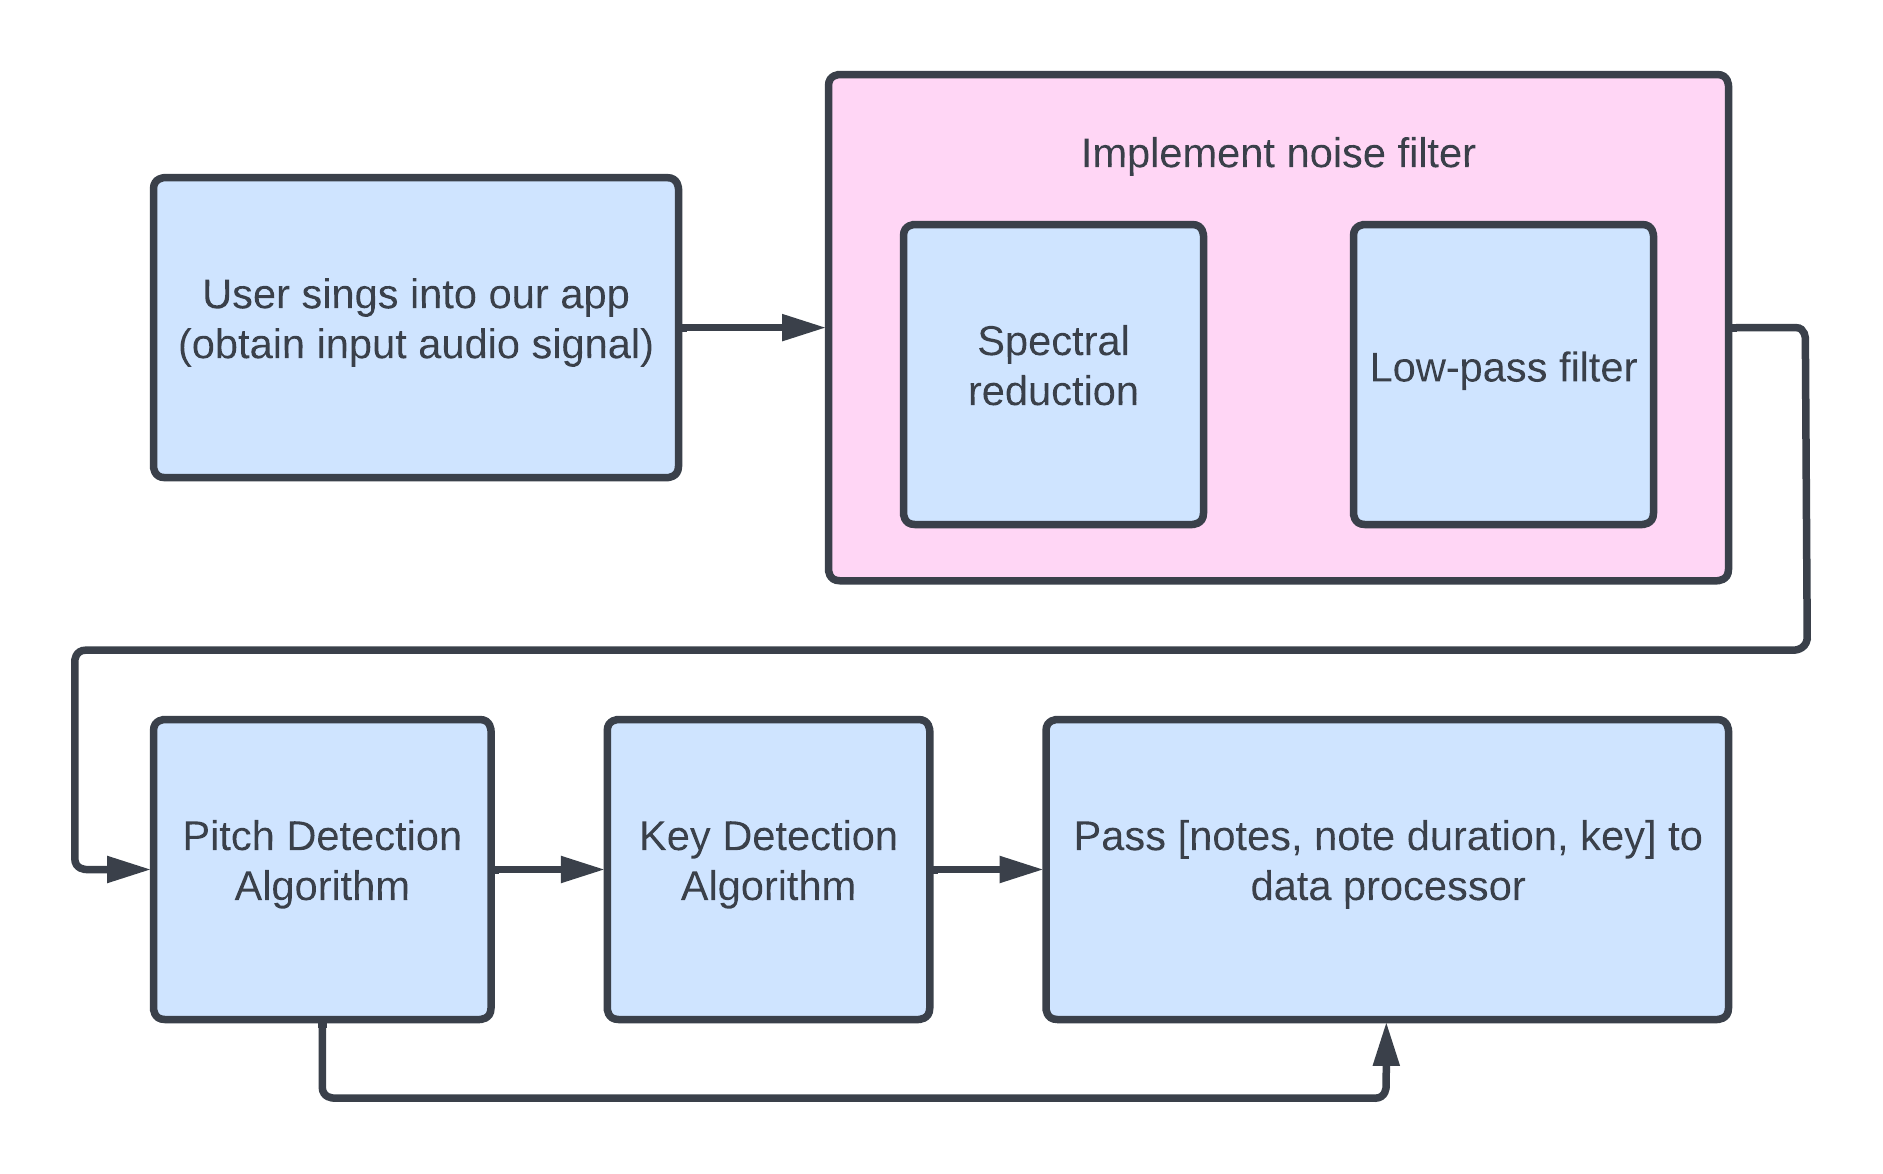 Implement noise filter
User sings into our app
(obtain input audio signal)
Spectral
reduction
Low-pass filter
Pitch Detection
Algorithm
Key Detection
Algorithm
Pass [notes, note duration, key] to
data processor